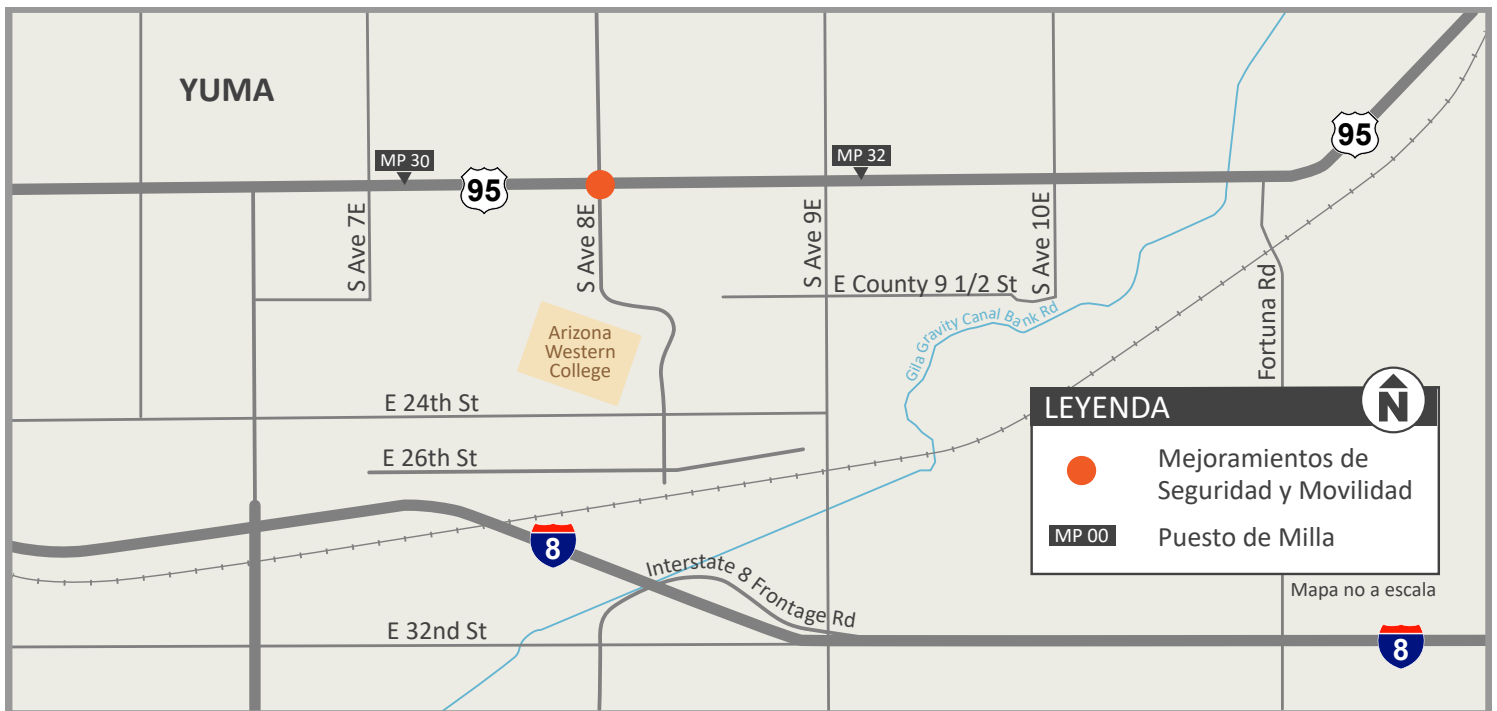 YUMA
MP 30
MP 32
95
95
S Ave 7E
S Ave 8E
S Ave 9E
S Ave 10E
E County 9 1/2 St
Gila Gravity Canal Bank Rd
Fortuna Rd
Arizona
Western
College
E 24th St
E 26th St
LEYENDA
N
Mejoramientos de
Seguridad y Movilidad
MP 00
Puesto de Milla
Mapa no a escala
8
Interstate 8 Frontage Rd
E 32nd St
8